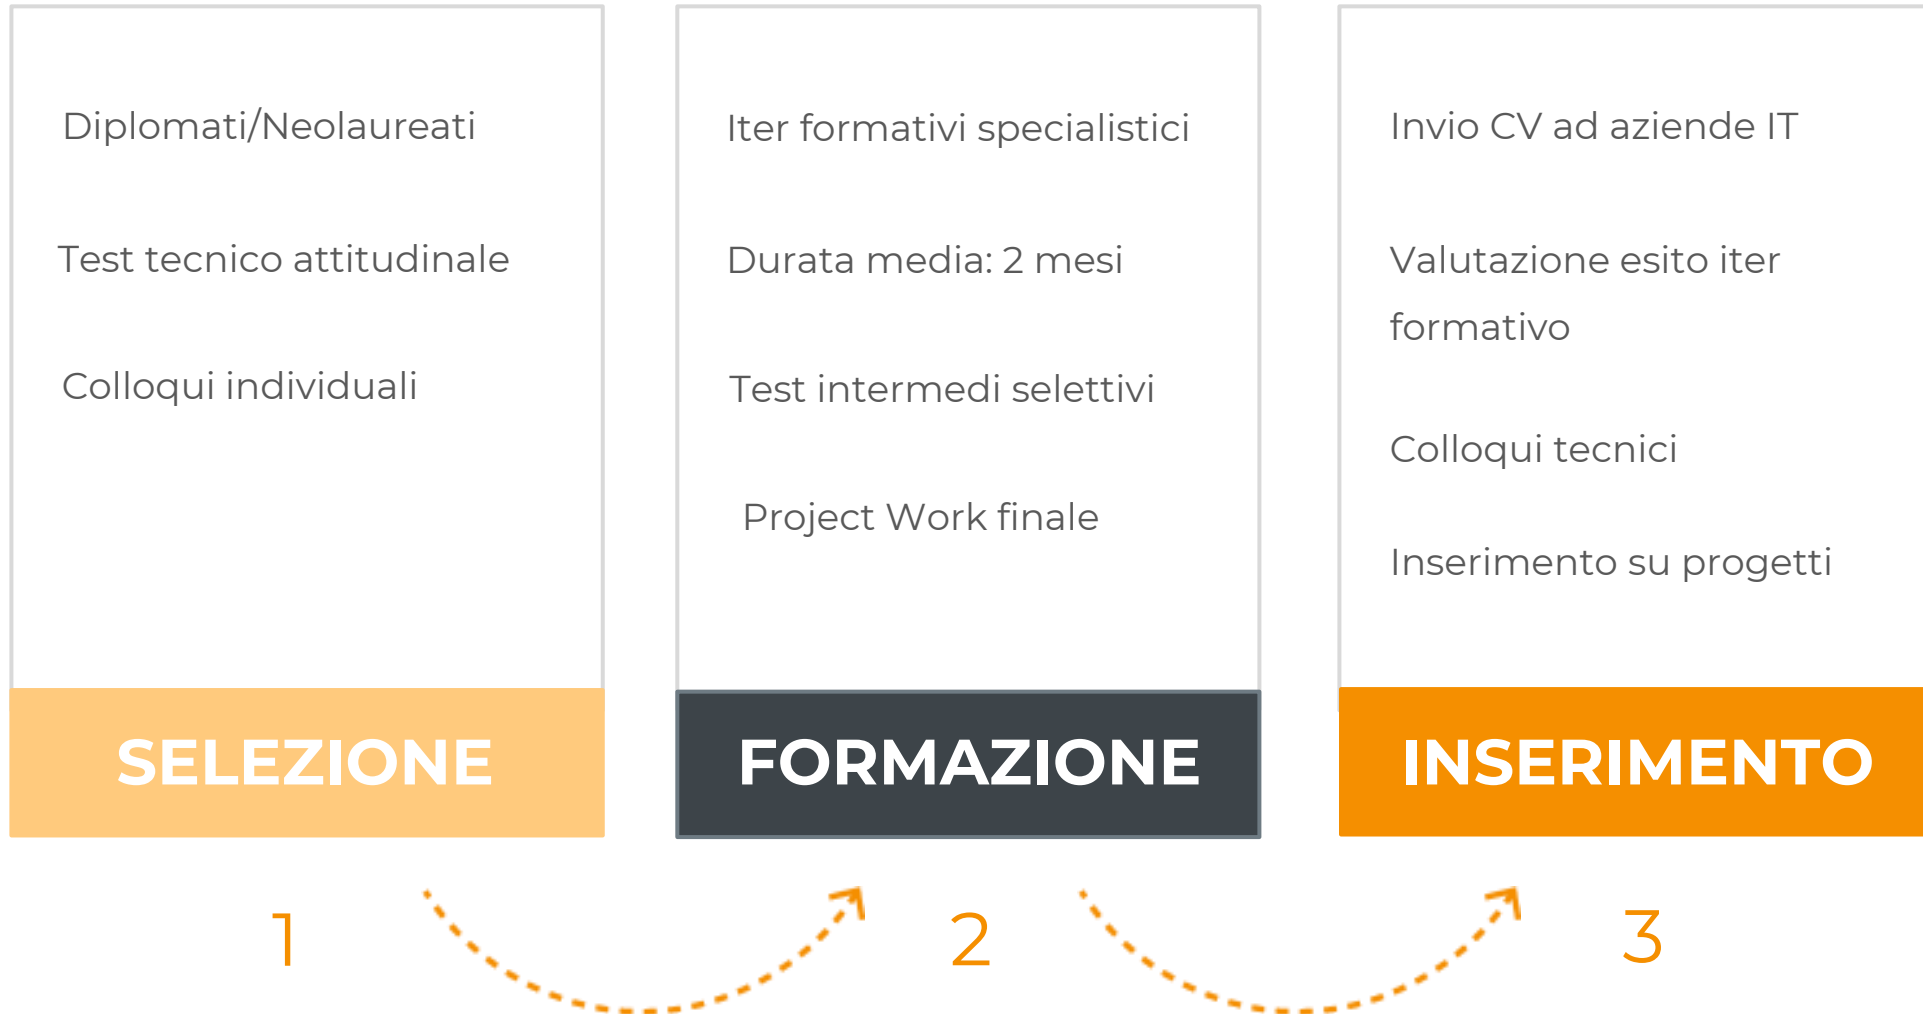 Diplomati/Neolaureati
Test tecnico attitudinale
Colloqui individuali
SELEZIONE
1
Iter formativi specialistici
Durata media: 2 mesi
Test intermedi selettivi
Project Work finale
FORMAZIONE
2
Invio CV ad aziende IT
Valutazione esito iter
formativo
Colloqui tecnici
Inserimento su progetti
INSERIMENTO
3